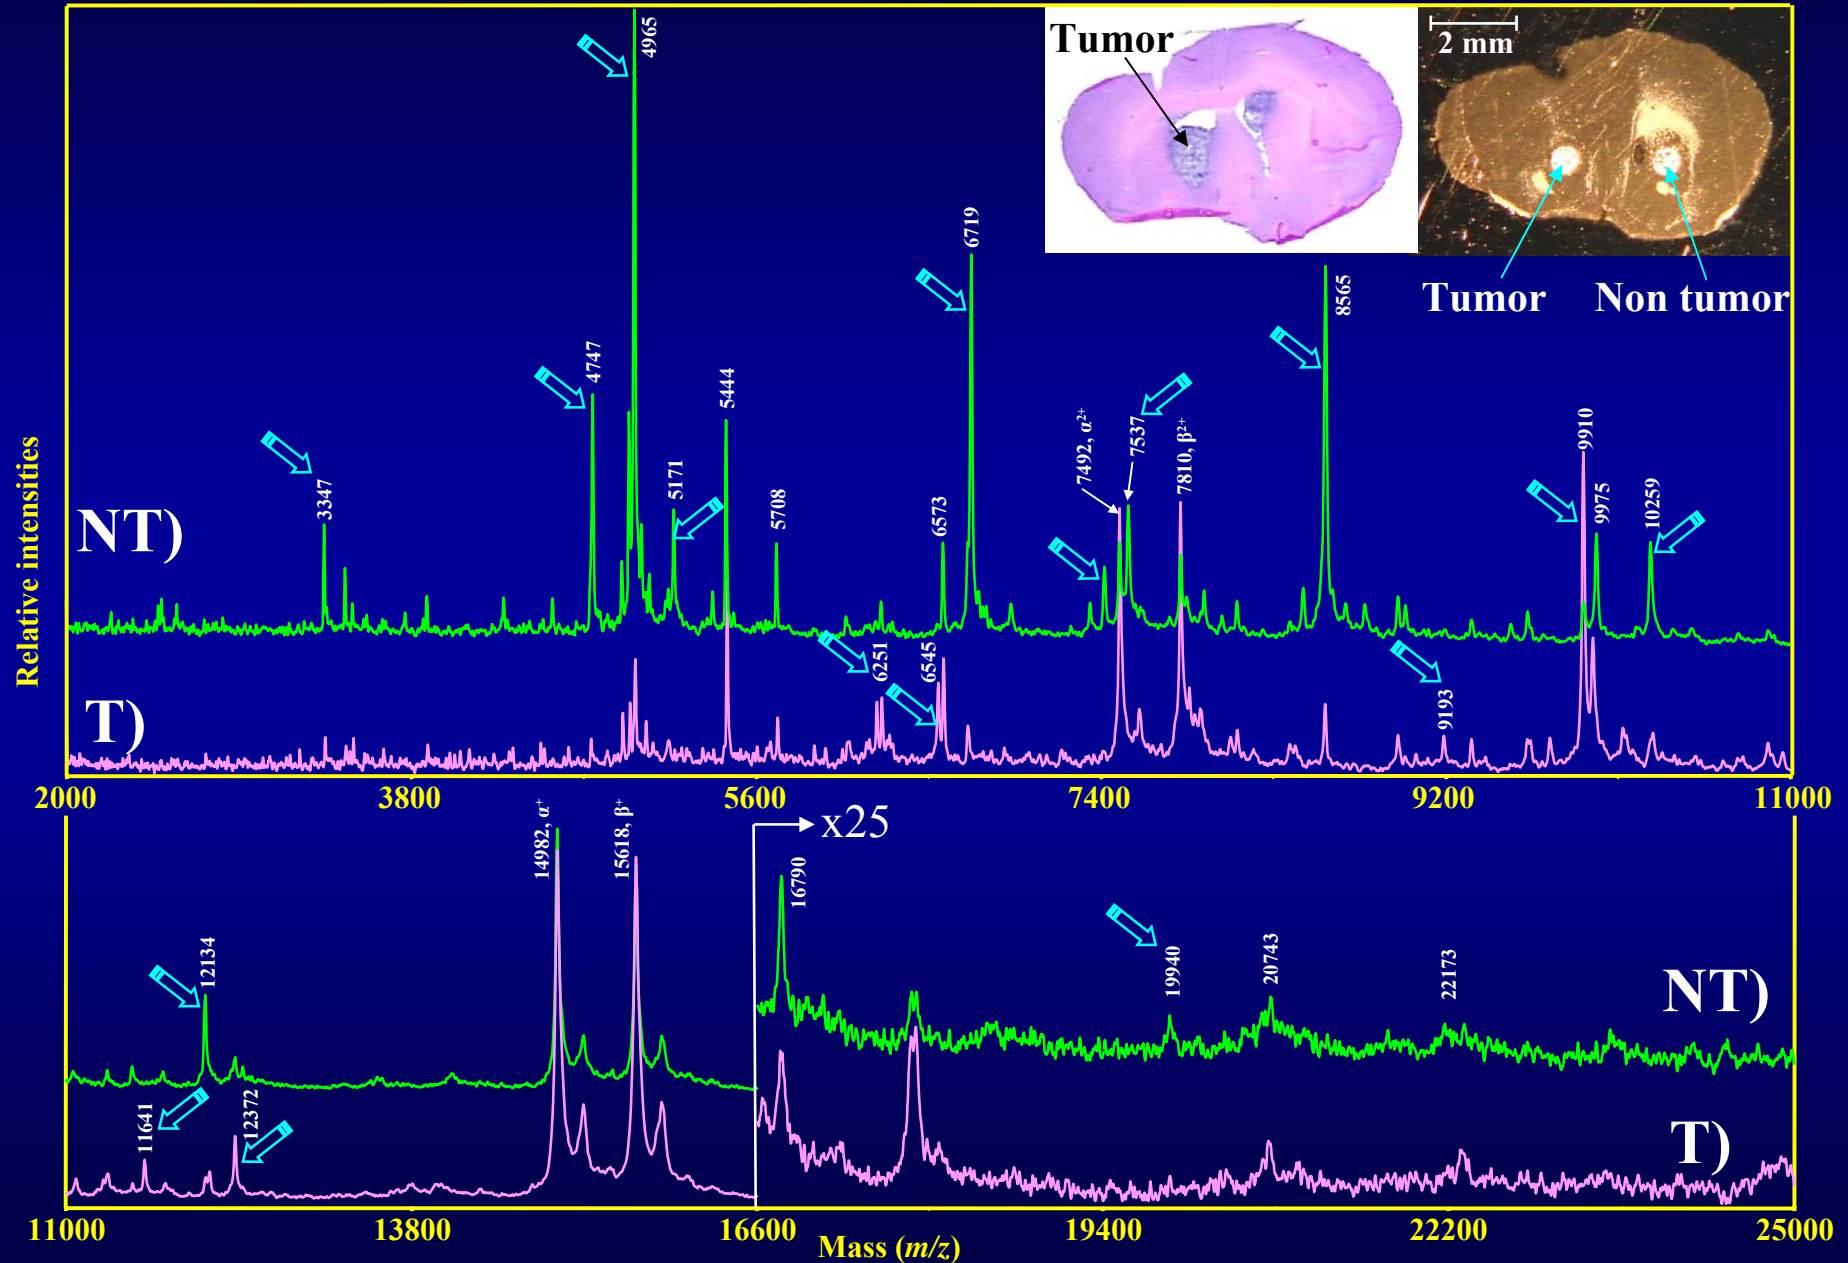 Tumor
2 mm
Tumor
Non tumor
Relative intensities
NT)
T)
3347
4747
4965
5171
5444
5708
6251
6545
6573
6719
7492, α²⁺
7537
7810, β²⁺
8565
9193
9910
9975
10259
2000
3800
5600
7400
9200
11000
x25
NT)
T)
11641
12134
12372
14982, α⁺
15618, β⁺
16790
19940
20743
22173
11000
13800
16600
19400
22200
25000
Mass (m/z)